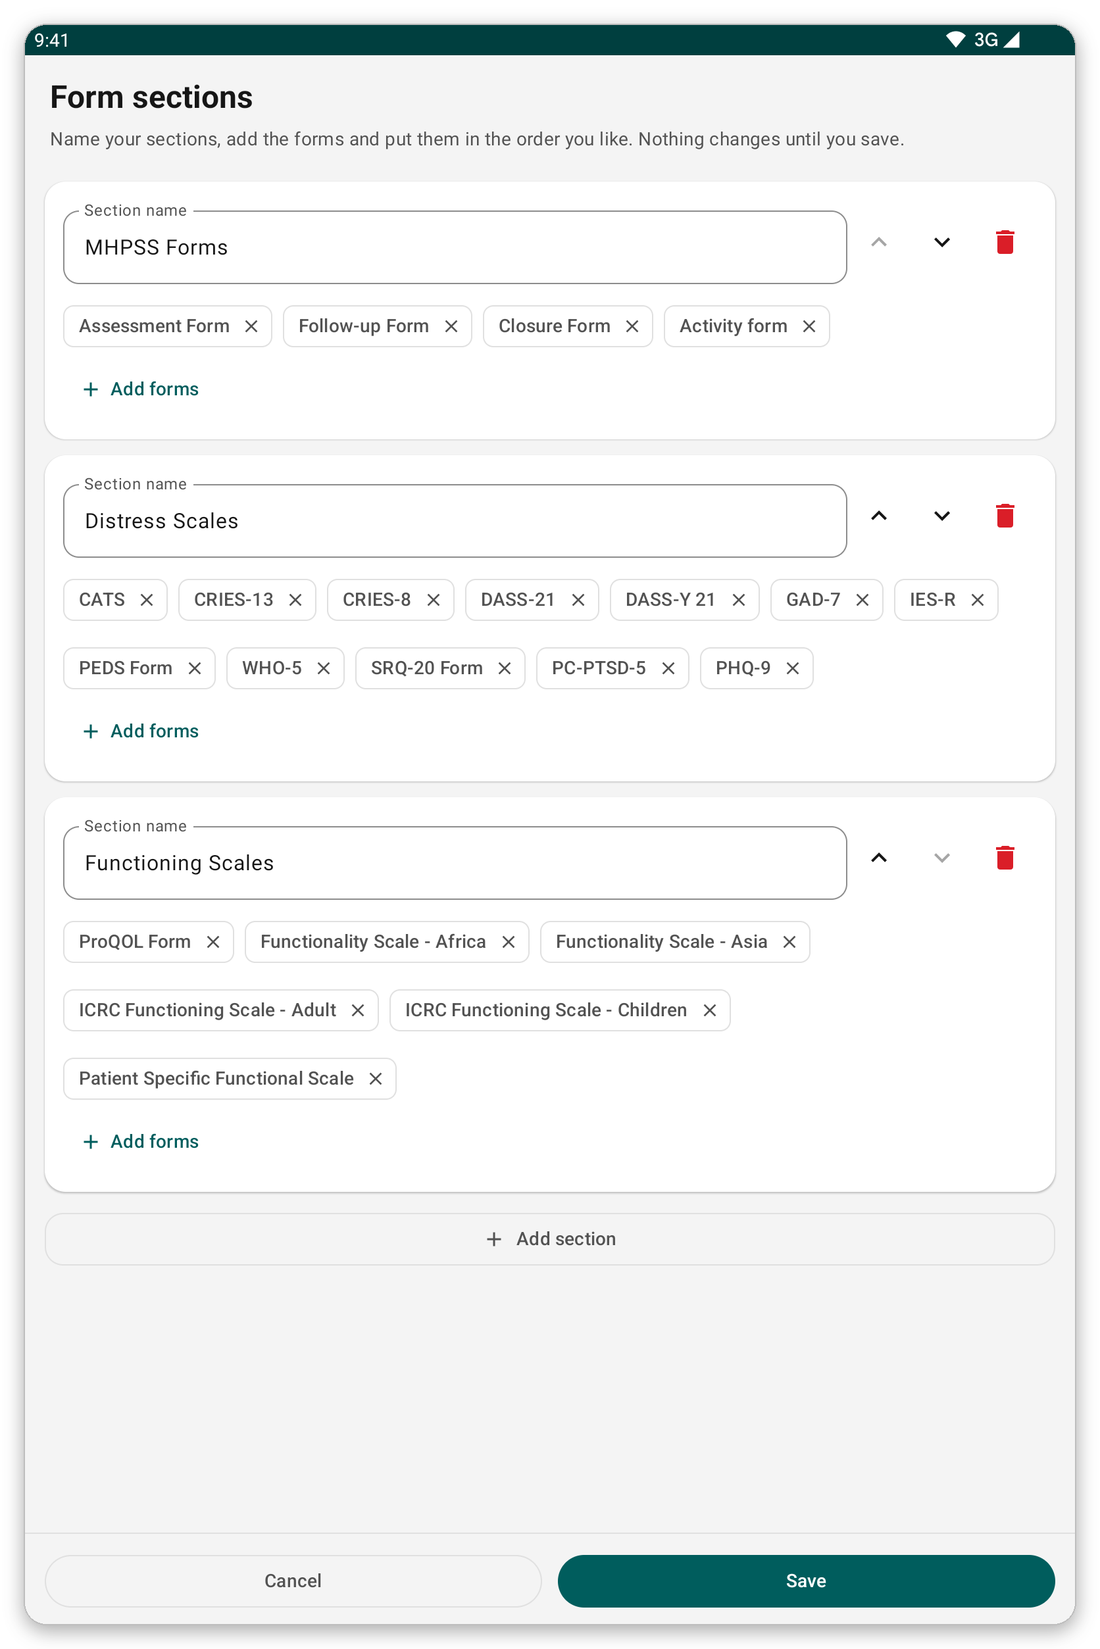 9:41
3G
Form sections
Name your sections, add the forms and put them in the order you like. Nothing changes until you save.
Section name
MHPSS Forms
Assessment Form
Follow-up Form
Closure Form
Activity form
Add forms
Section name
Distress Scales
CATS
CRIES-13
CRIES-8
DASS-21
DASS-Y 21
GAD-7
IES-R
PEDS Form
WHO-5
SRQ-20 Form
PC-PTSD-5
PHQ-9
Add forms
Section name
Functioning Scales
ProQOL Form
Functionality Scale - Africa
Functionality Scale - Asia
ICRC Functioning Scale - Adult
ICRC Functioning Scale - Children
Patient Specific Functional Scale
Add forms
Add section
Cancel
Save